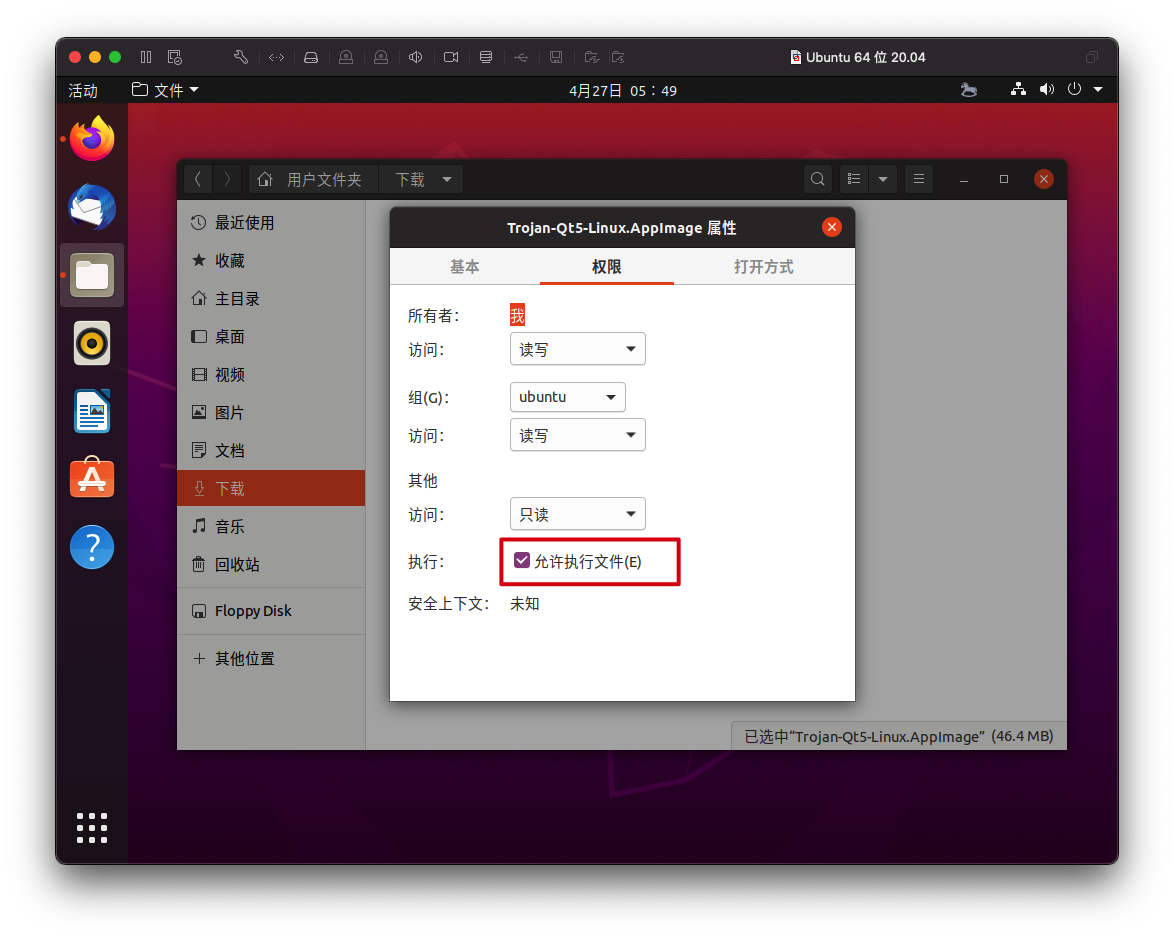 Ubuntu 64 位 20.04
活动 文件 4月27日 05：49
用户文件夹 下载
最近使用
收藏
主目录
桌面
视频
图片
文档
下载
音乐
回收站
Floppy Disk
其他位置
Trojan-Qt5-Linux.AppImage 属性
基本 权限 打开方式
所有者： 我
访问： 读写
组(G)： ubuntu
访问： 读写
其他
访问： 只读
执行： 允许执行文件(E)
安全上下文： 未知
已选中“Trojan-Qt5-Linux.AppImage” (46.4 MB)